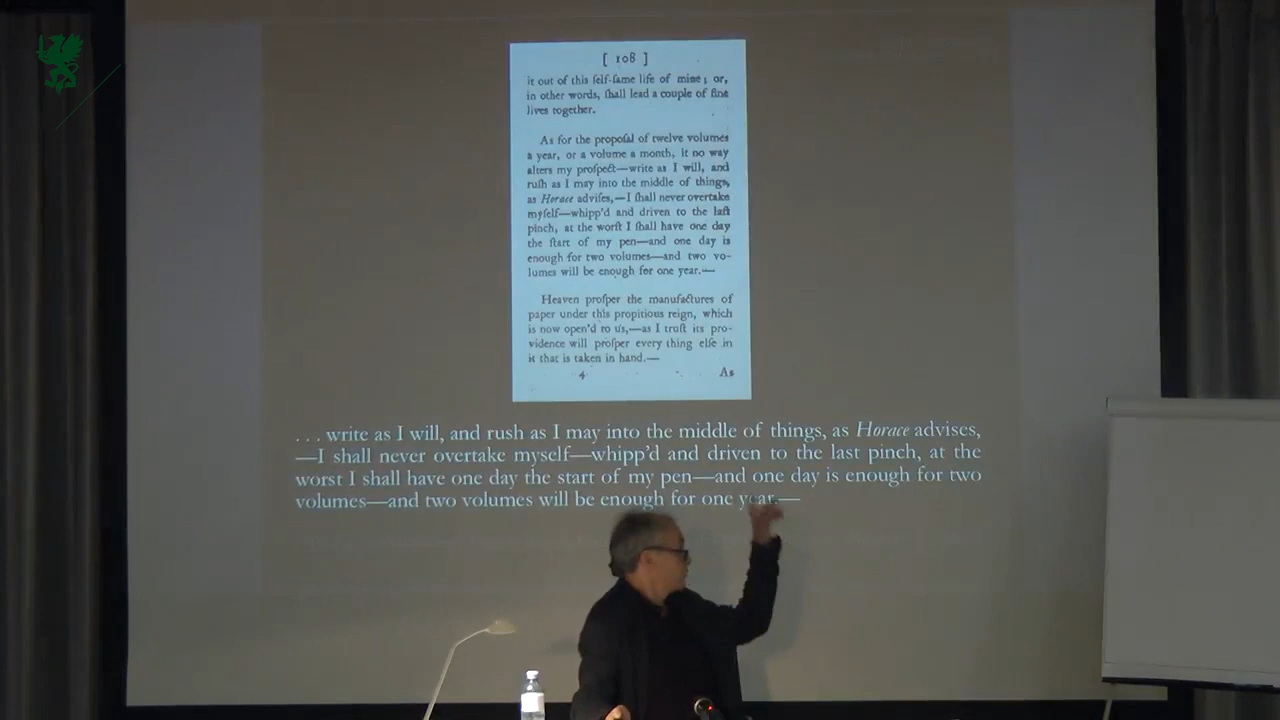 [ 108 ]
it out of this ſelf-ſame life of mine; or,
in other words, ſhall lead a couple of fine
lives together.
As for the propoſal of twelve volumes
a year, or a volume a month, it no way
alters my proſpect—write as I will, and
ruſh as I may into the middle of things,
as Horace adviſes,—I ſhall never overtake
myſelf—whipp'd and driven to the laſt
pinch, at the worſt I ſhall have one day
the ſtart of my pen—and one day is
enough for two volumes—and two vo-
lumes will be enough for one year.—
Heaven proſper the manufactures of
paper under this propitious reign, which
is now open'd to us,—as I truſt its pro-
vidence will proſper every thing elſe in
it that is taken in hand.—
4 As
. . . write as I will, and rush as I may into the middle of things, as Horace advises,
—I shall never overtake myself—whipp'd and driven to the last pinch, at the
worst I shall have one day the start of my pen—and one day is enough for two
volumes—and two volumes will be enough for one year.—